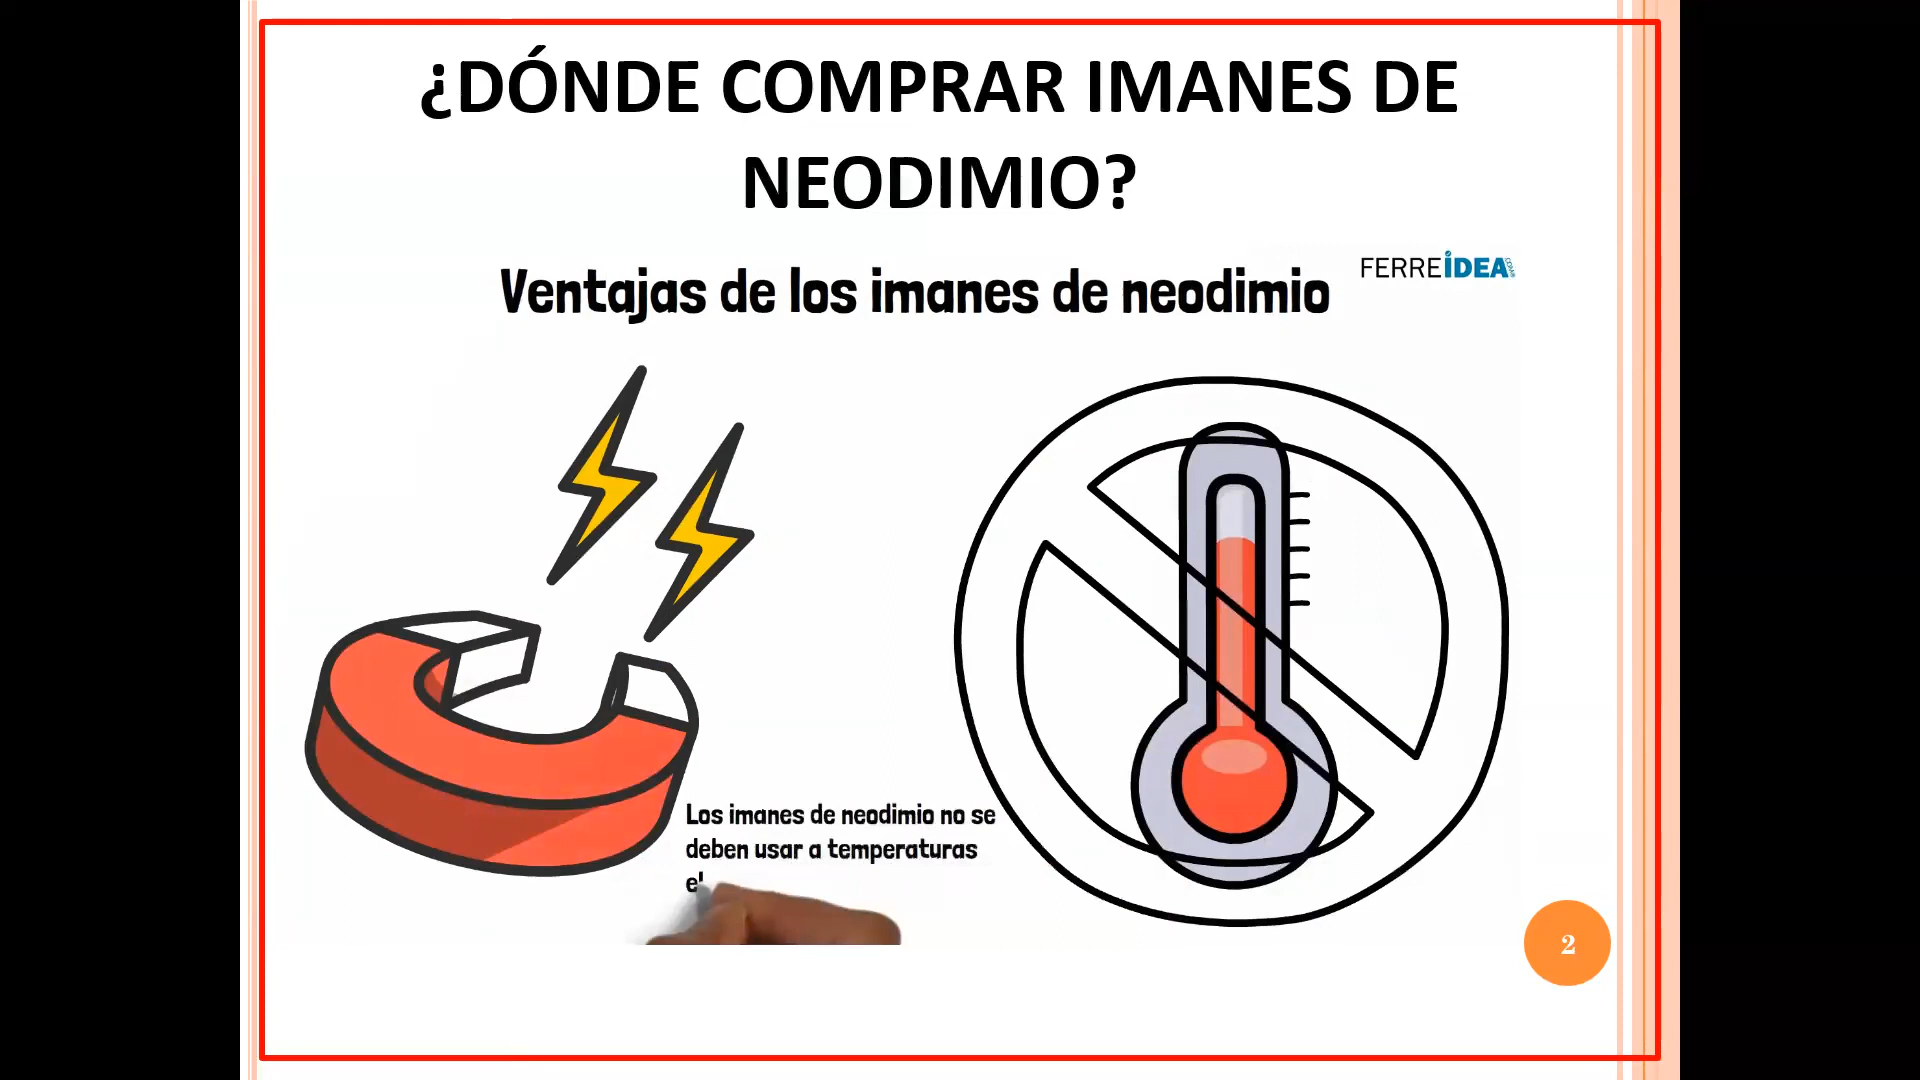 ¿DÓNDE COMPRAR IMANES DE
NEODIMIO?
FERREIDEA
Ventajas de los imanes de neodimio
Los imanes de neodimio no se
deben usar a temperaturas
el
2